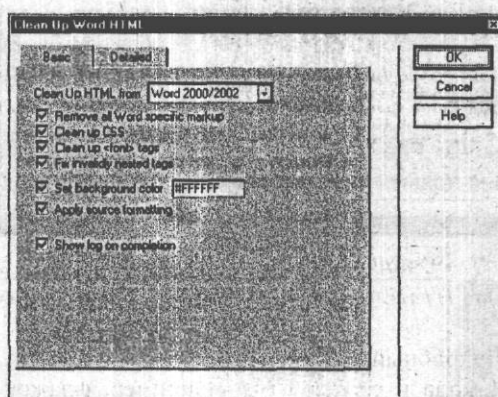 Clean Up Word HTML
Basic Detailed
OK
Cancel
Help
Clean Up HTML from: Word 2000/2002
Remove all Word specific markup
Clean up CSS
Clean up <font> tags
Fix invalidly nested tags
Set background color: #FFFFFF
Apply source formatting
Show log on completion